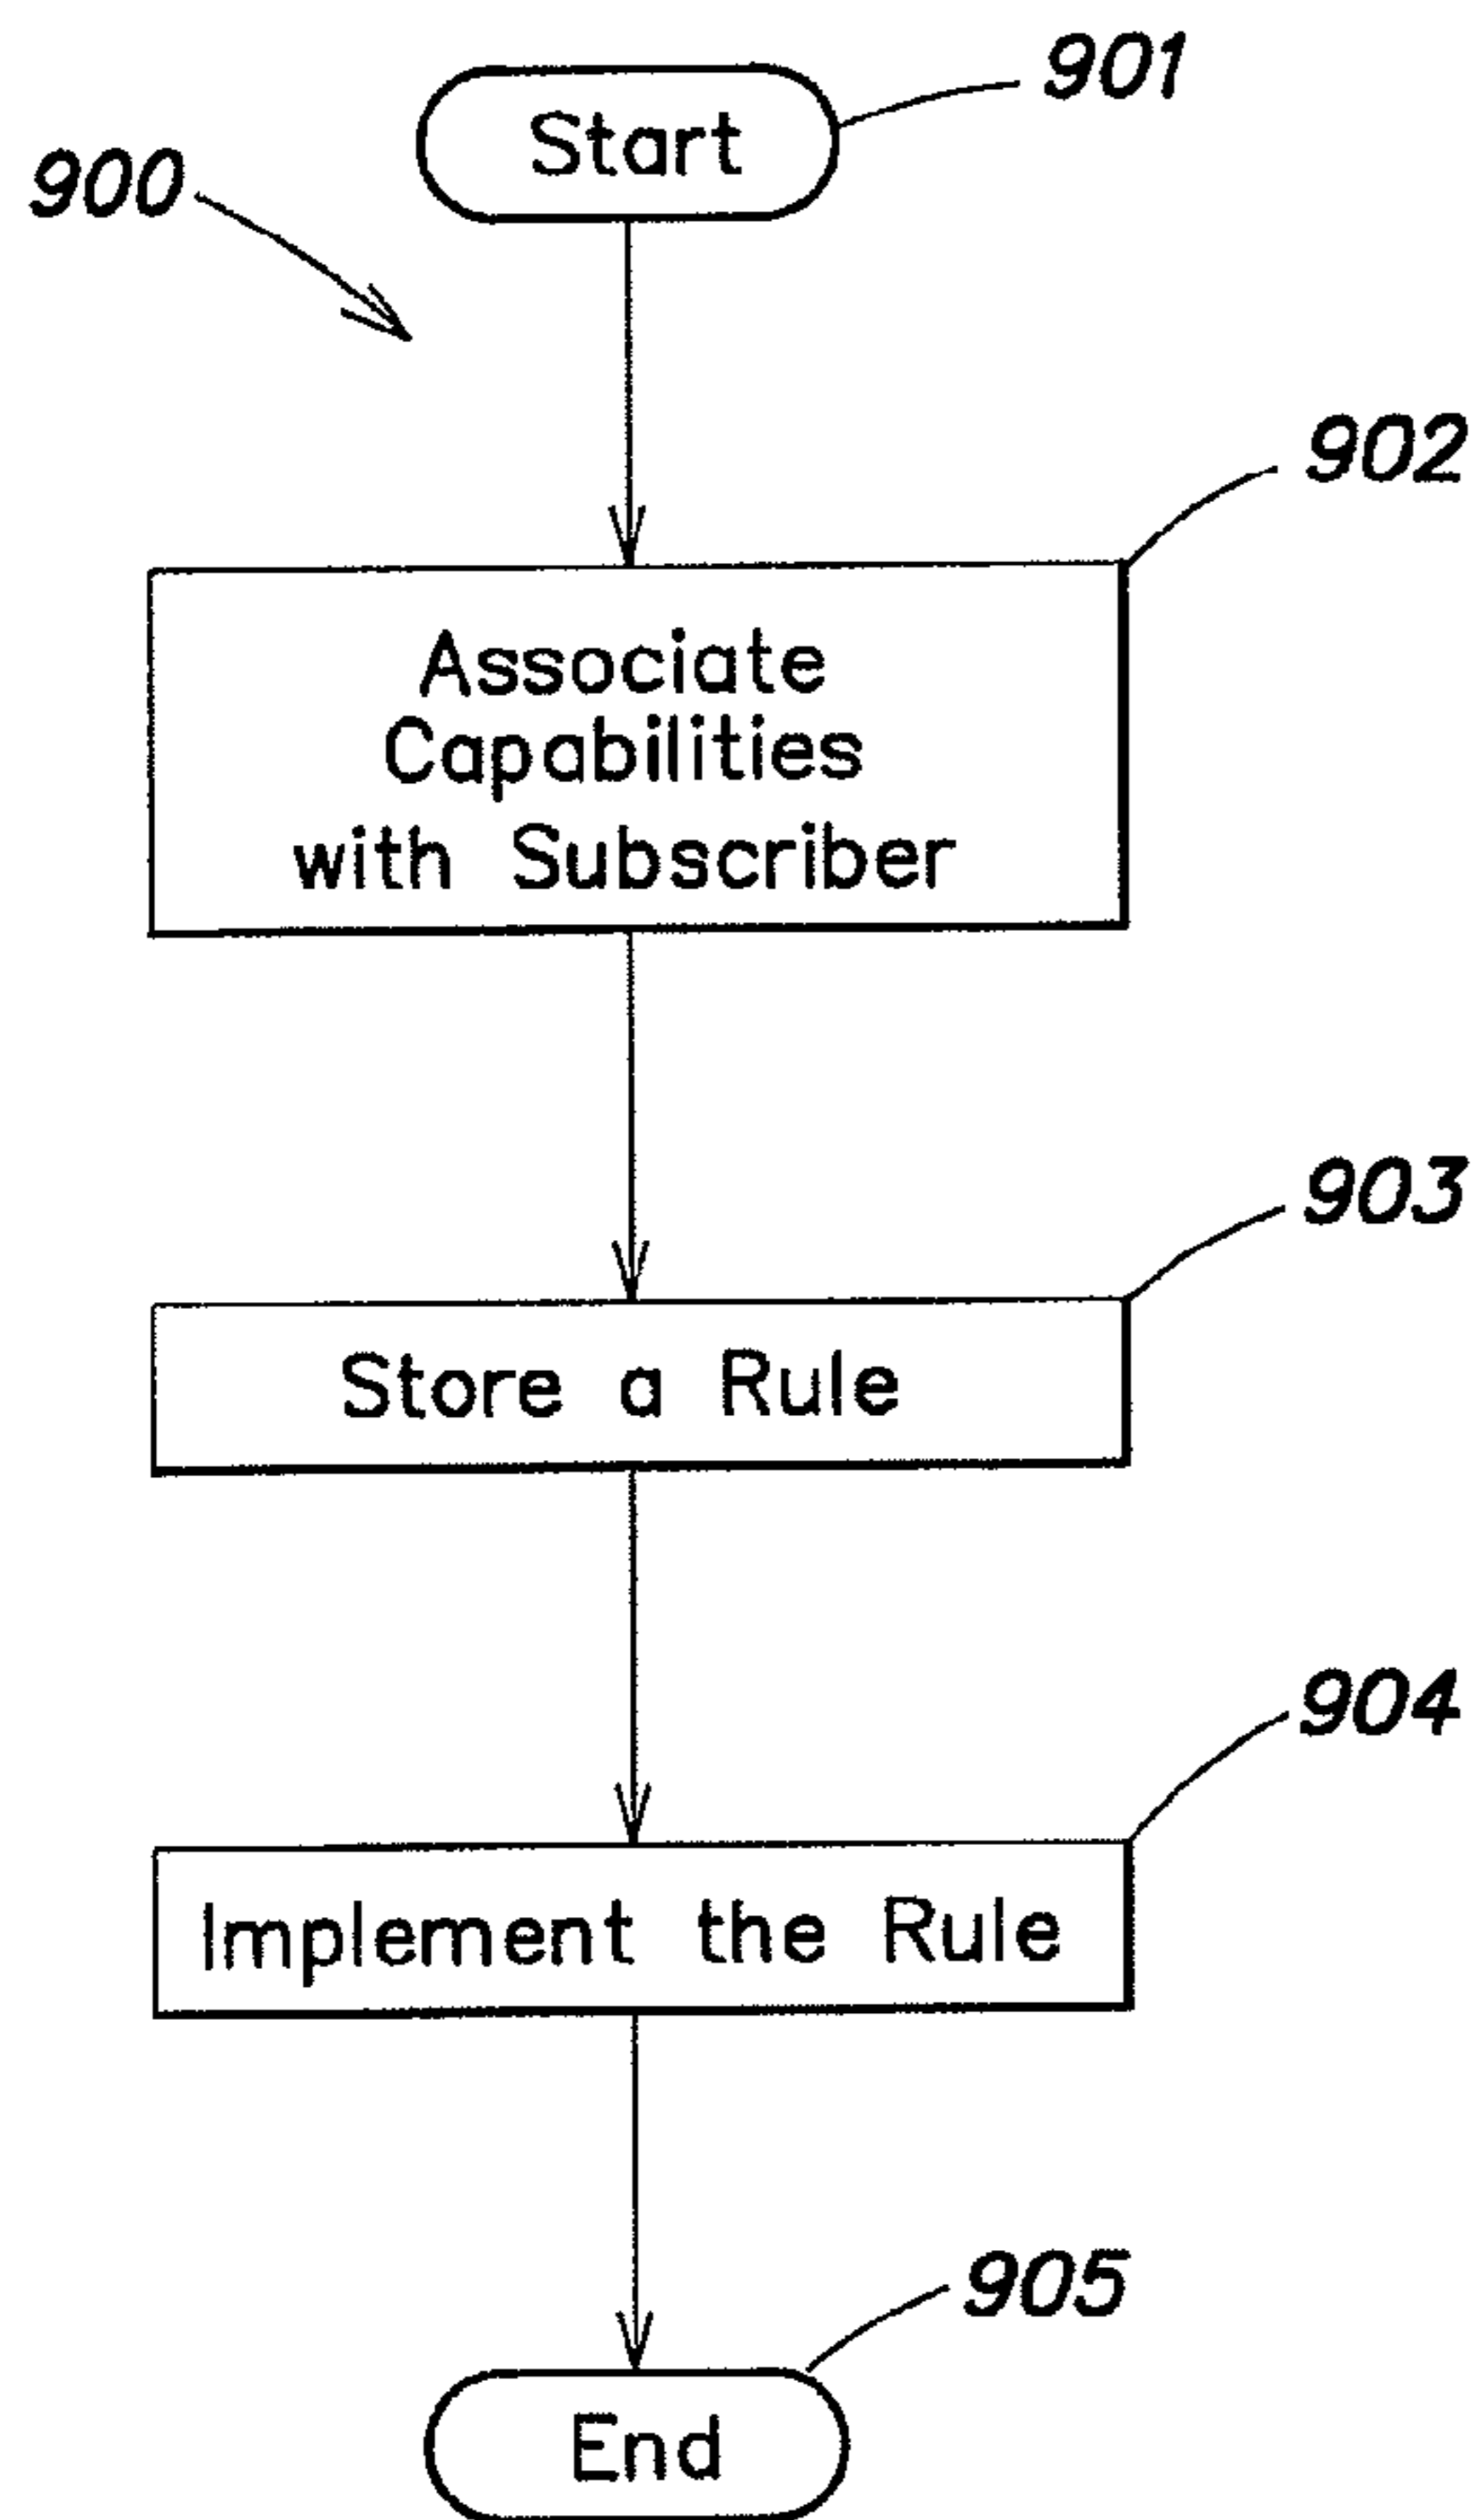 901
Start
900
902
Associate
Capabilities
with Subscriber
903
Store a Rule
904
Implement the Rule
905
End